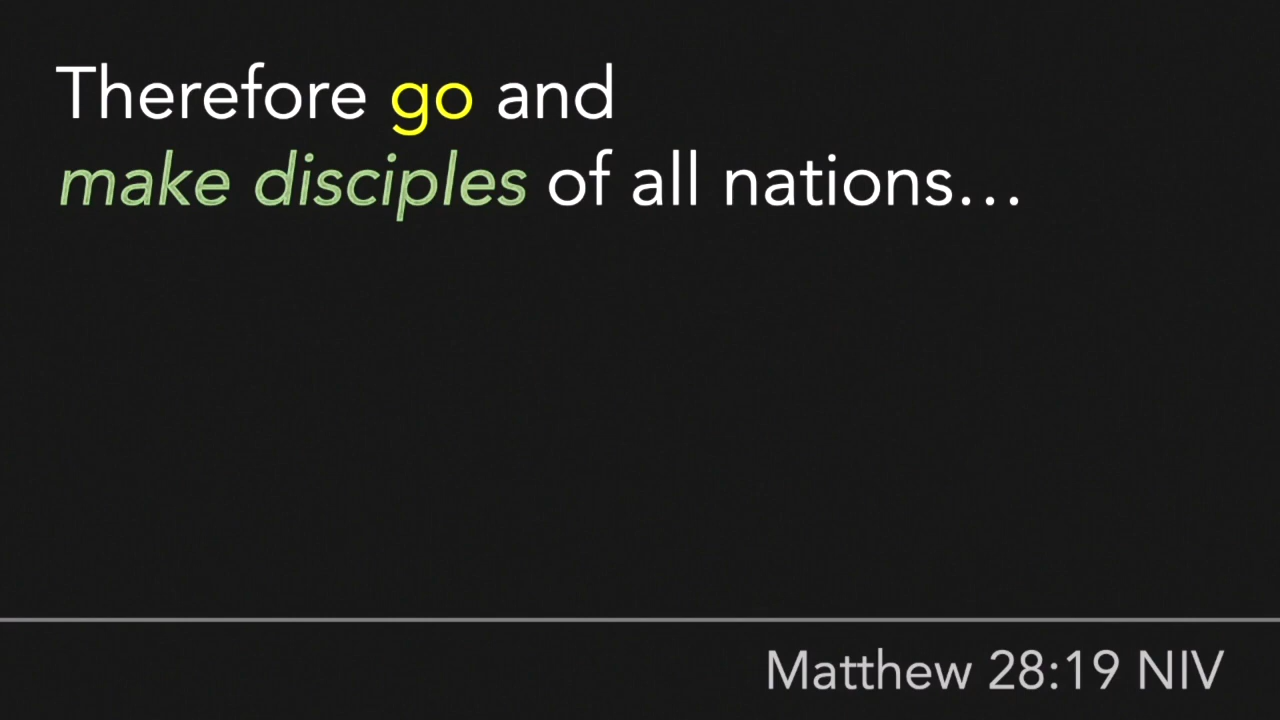 Therefore go and
make disciples of all nations…
Matthew 28:19 NIV